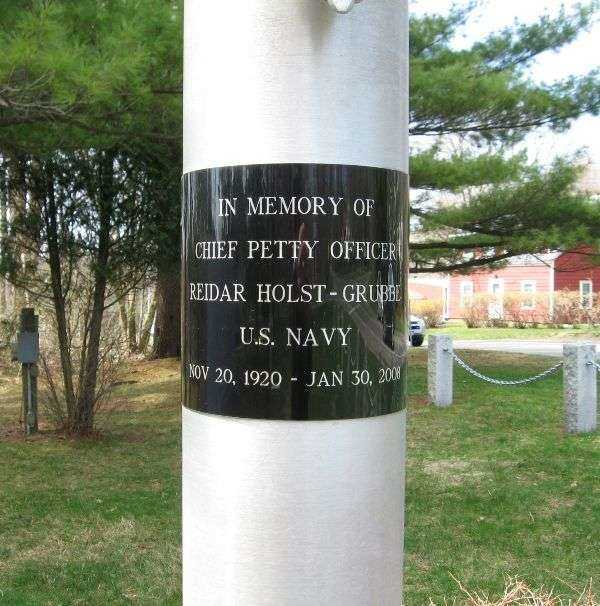 IN MEMORY OF
CHIEF PETTY OFFICER
REIDAR HOLST-GRUBBE
U.S. NAVY
NOV 20, 1920 - JAN 30, 2008